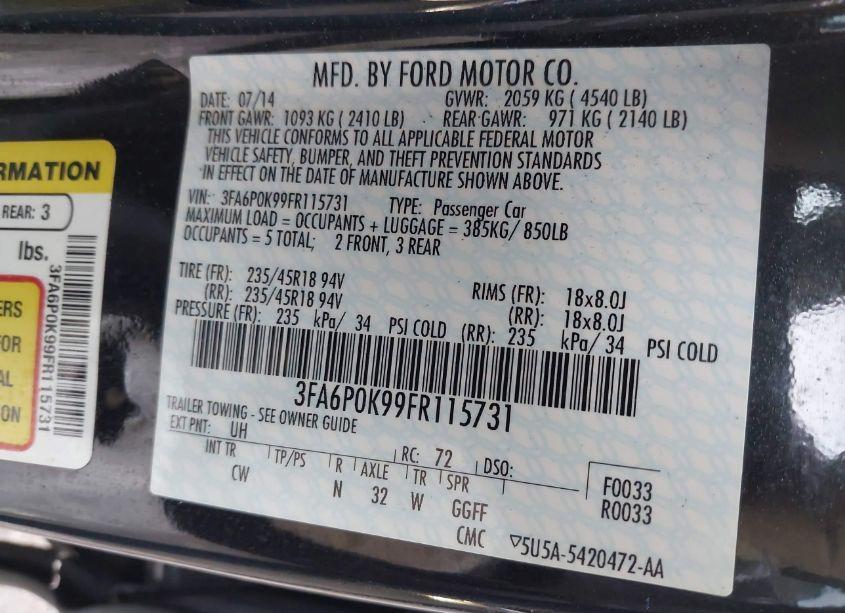 MFD. BY FORD MOTOR CO.
DATE: 07/14 GVWR: 2059 KG ( 4540 LB)
FRONT GAWR: 1093 KG ( 2410 LB) REAR GAWR: 971 KG ( 2140 LB)
THIS VEHICLE CONFORMS TO ALL APPLICABLE FEDERAL MOTOR
VEHICLE SAFETY, BUMPER, AND THEFT PREVENTION STANDARDS
IN EFFECT ON THE DATE OF MANUFACTURE SHOWN ABOVE.
VIN: 3FA6P0K99FR115731 TYPE: Passenger Car
MAXIMUM LOAD = OCCUPANTS + LUGGAGE = 385KG/ 850LB
OCCUPANTS = 5 TOTAL; 2 FRONT, 3 REAR
TIRE (FR): 235/45R18 94V RIMS (FR): 18x8.0J
(RR): 235/45R18 94V (RR): 18x8.0J
PRESSURE (FR): 235 kPa/ 34 PSI COLD (RR): 235 kPa/ 34 PSI COLD
3FA6P0K99FR115731
TRAILER TOWING - SEE OWNER GUIDE
EXT PNT: UH RC: 72 DSO:
INT TR TP/PS R AXLE TR SPR F0033
CW N 32 W GGFF R0033
CMC ▽5U5A-5420472-AA
RMATION
REAR: 3
lbs.
ERS
FOR
AL
ION
3FA6P0K99FR115731